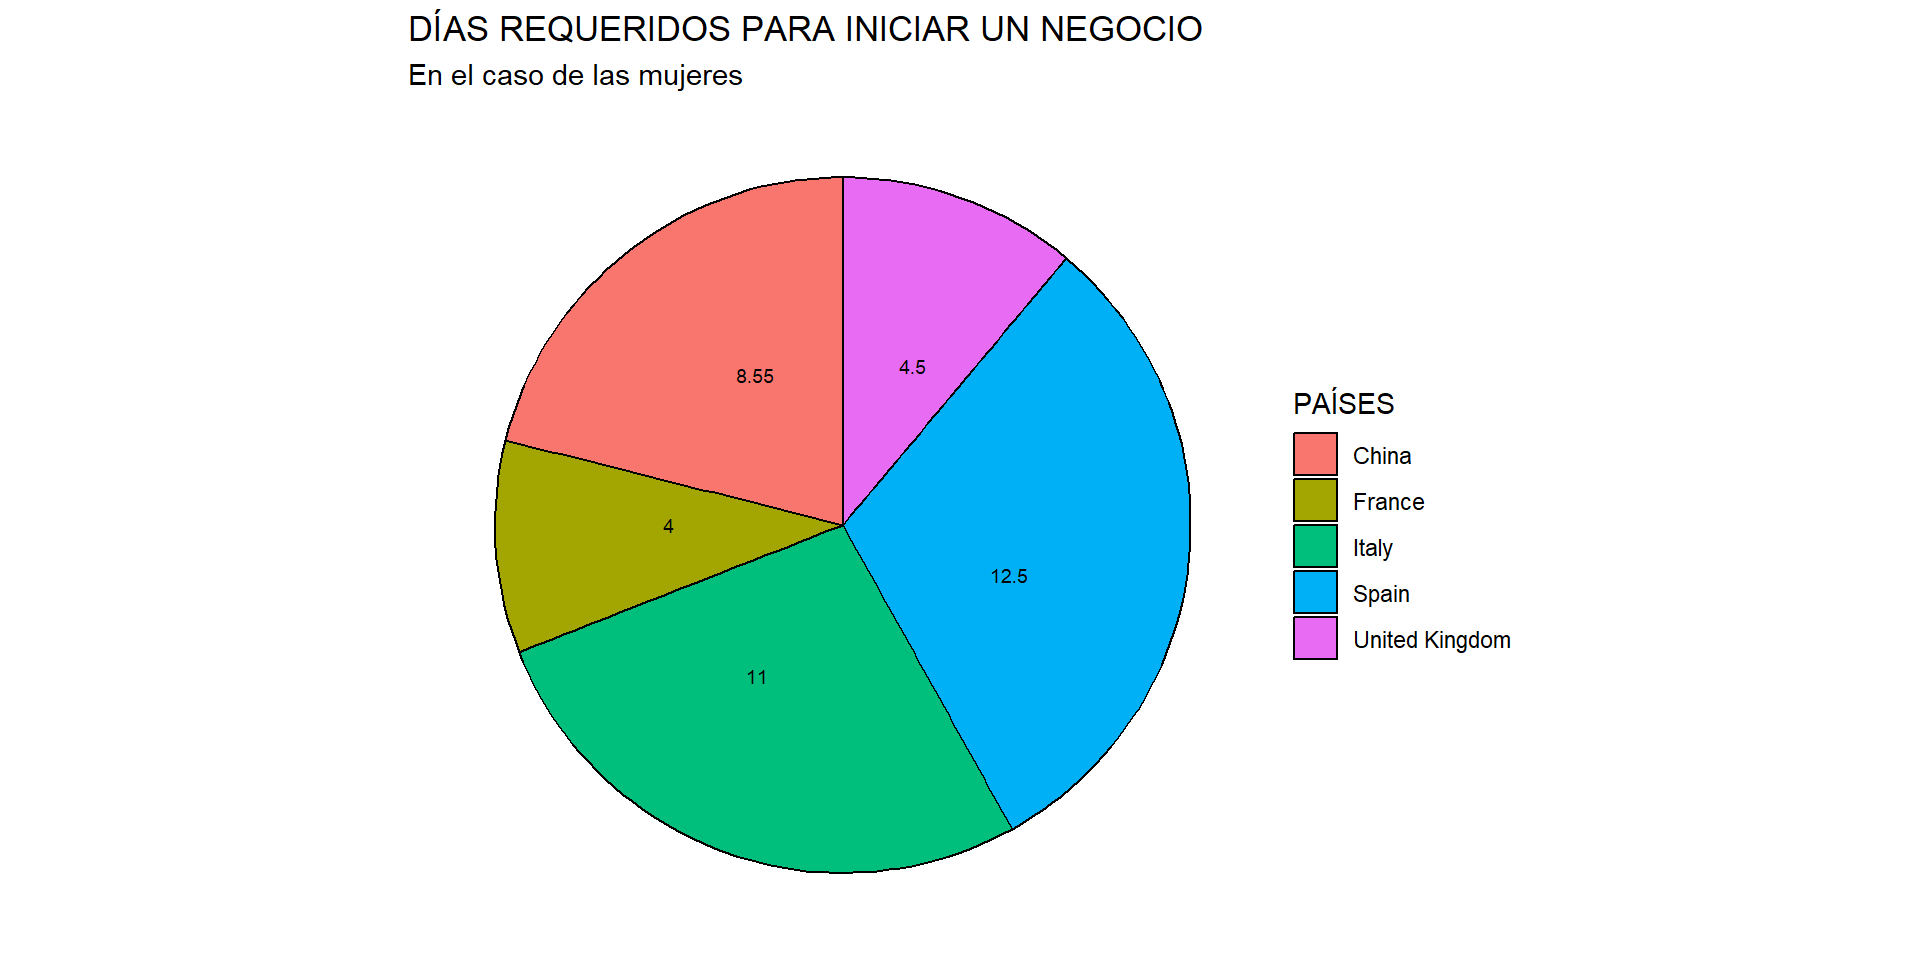 DÍAS REQUERIDOS PARA INICIAR UN NEGOCIO
En el caso de las mujeres
8.55
4.5
4
12.5
11
PAÍSES
China
France
Italy
Spain
United Kingdom